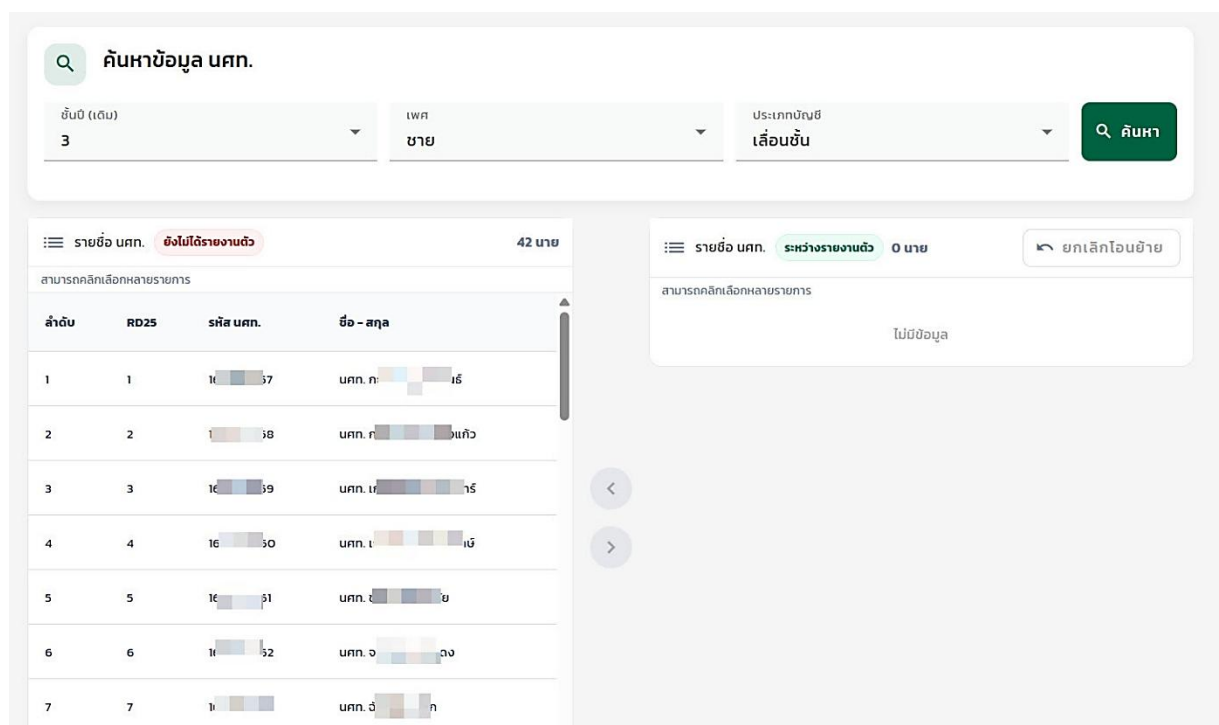 ค้นหาข้อมูล นศท.
ชั้นปี (เดิม)
3
เพศ
ชาย
ประเภทบัญชี
เลื่อนชั้น
ค้นหา
รายชื่อ นศท. ยังไม่ได้รายงานตัว 42 นาย
สามารถคลิกเลือกหลายรายการ
ลำดับ RD25 รหัส นศท. ชื่อ - สกุล
1 1 นศท.
2 2 นศท.
3 3 นศท.
4 4 นศท.
5 5 นศท.
6 6 นศท.
7 7 นศท.
รายชื่อ นศท. ระหว่างรายงานตัว 0 นาย ยกเลิกโอนย้าย
สามารถคลิกเลือกหลายรายการ
ไม่มีข้อมูล